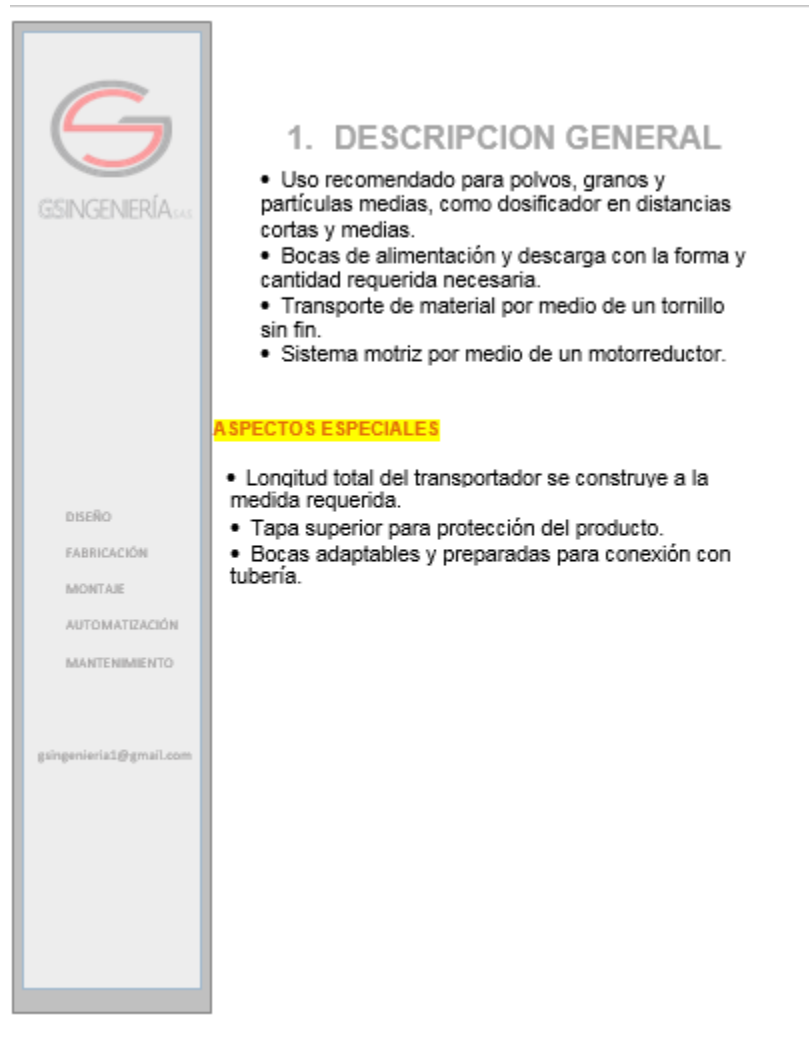 GSINGENIERÍA S.A.S.
DISEÑO
FABRICACIÓN
MONTAJE
AUTOMATIZACIÓN
MANTENIMIENTO
gsingenieria1@gmail.com
1. DESCRIPCION GENERAL
• Uso recomendado para polvos, granos y
partículas medias, como dosificador en distancias
cortas y medias.
• Bocas de alimentación y descarga con la forma y
cantidad requerida necesaria.
• Transporte de material por medio de un tornillo
sin fin.
• Sistema motriz por medio de un motorreductor.
ASPECTOS ESPECIALES
• Longitud total del transportador se construye a la
medida requerida.
• Tapa superior para protección del producto.
• Bocas adaptables y preparadas para conexión con
tubería.